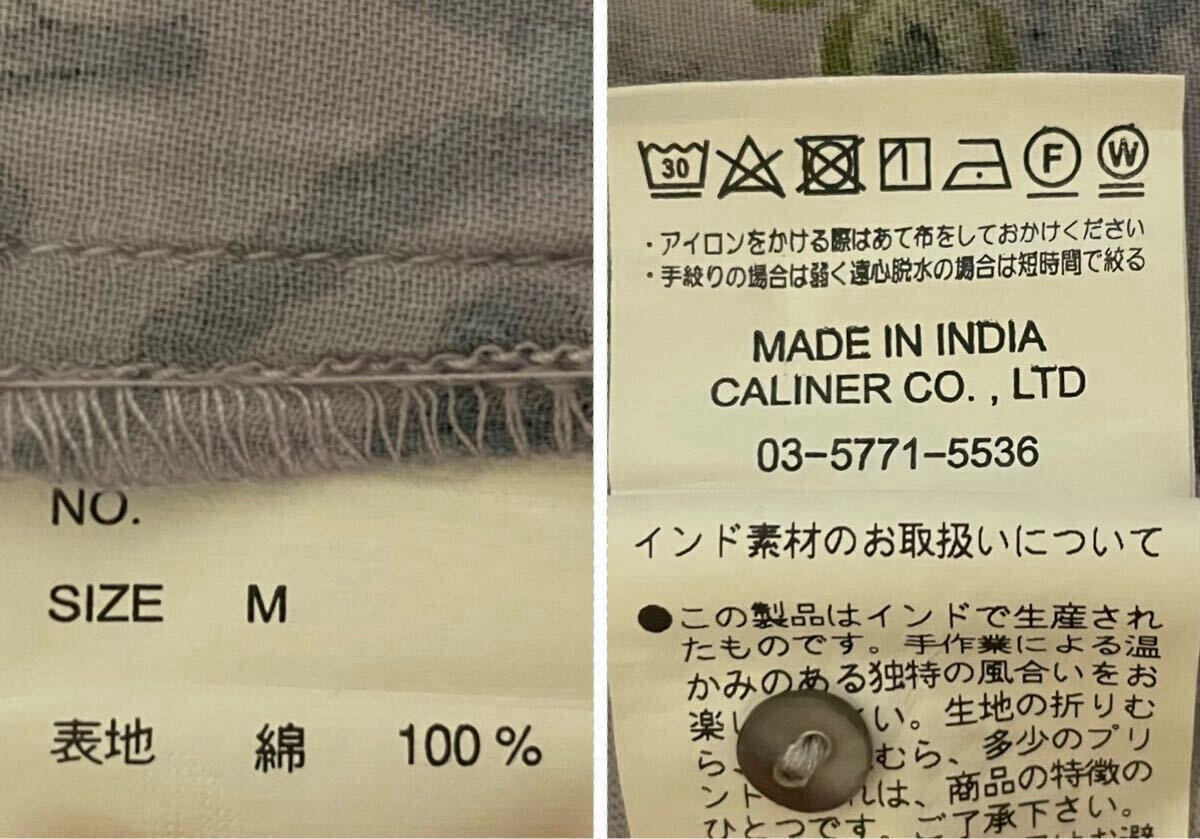 NO.
SIZE M
表地 綿 100%
30 F W
・アイロンをかける際はあて布をしておかけください
・手絞りの場合は弱く遠心脱水の場合は短時間で絞る
MADE IN INDIA
CALINER CO. , LTD
03-5771-5536
インド素材のお取扱いについて
●この製品はインドで生産され
たものです。手作業による温
かみのある独特の風合いをお
楽し い。生地の折りむ
ら、 むら、多少のプリ
ント れは、商品の特徴の
ひとつです。ご了承下さい。